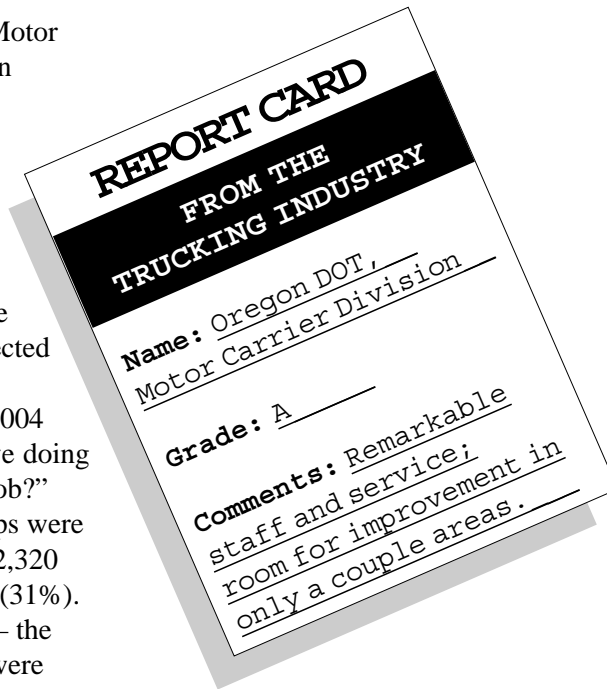 Motor
n
e
ected
004
e doing
ob?”
ps were
2,320
(31%).
– the
were
REPORT CARD
FROM THE
TRUCKING INDUSTRY
Name: Oregon DOT,
Motor Carrier Division
Grade: A
Comments: Remarkable
staff and service;
room for improvement in
only a couple areas.